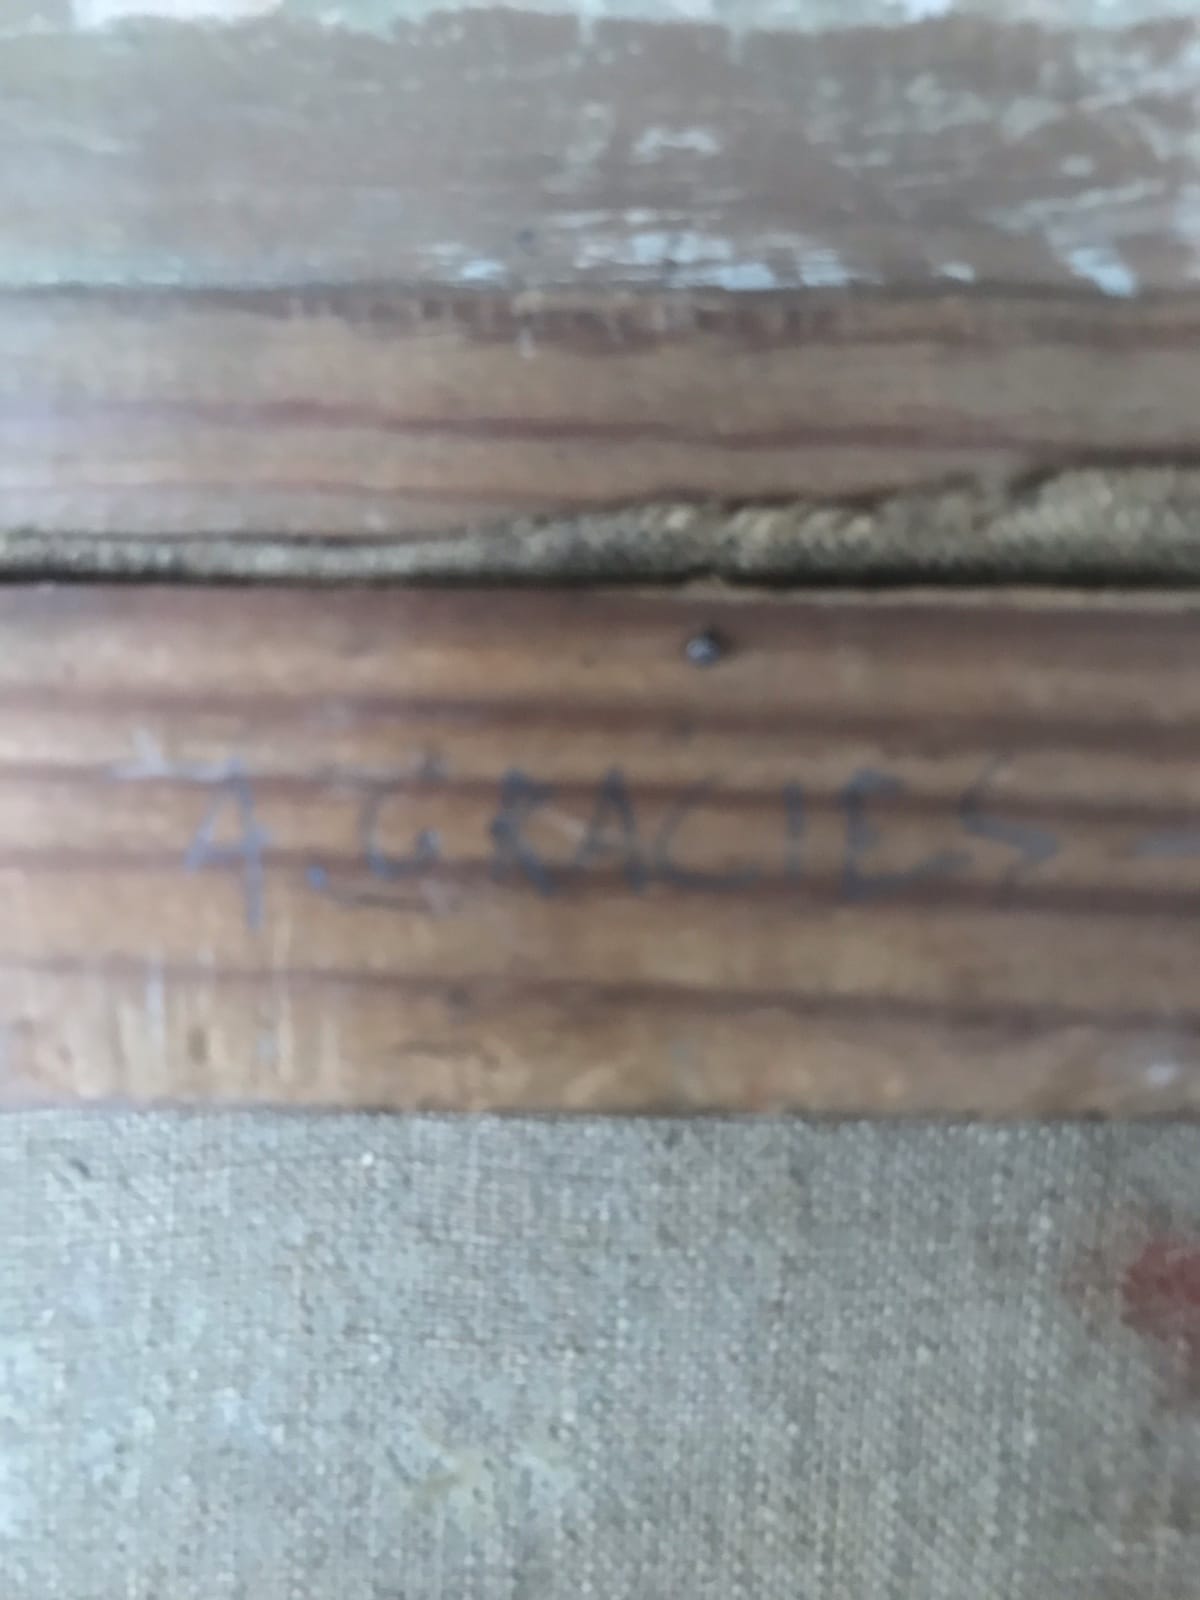 A. GRACIES -